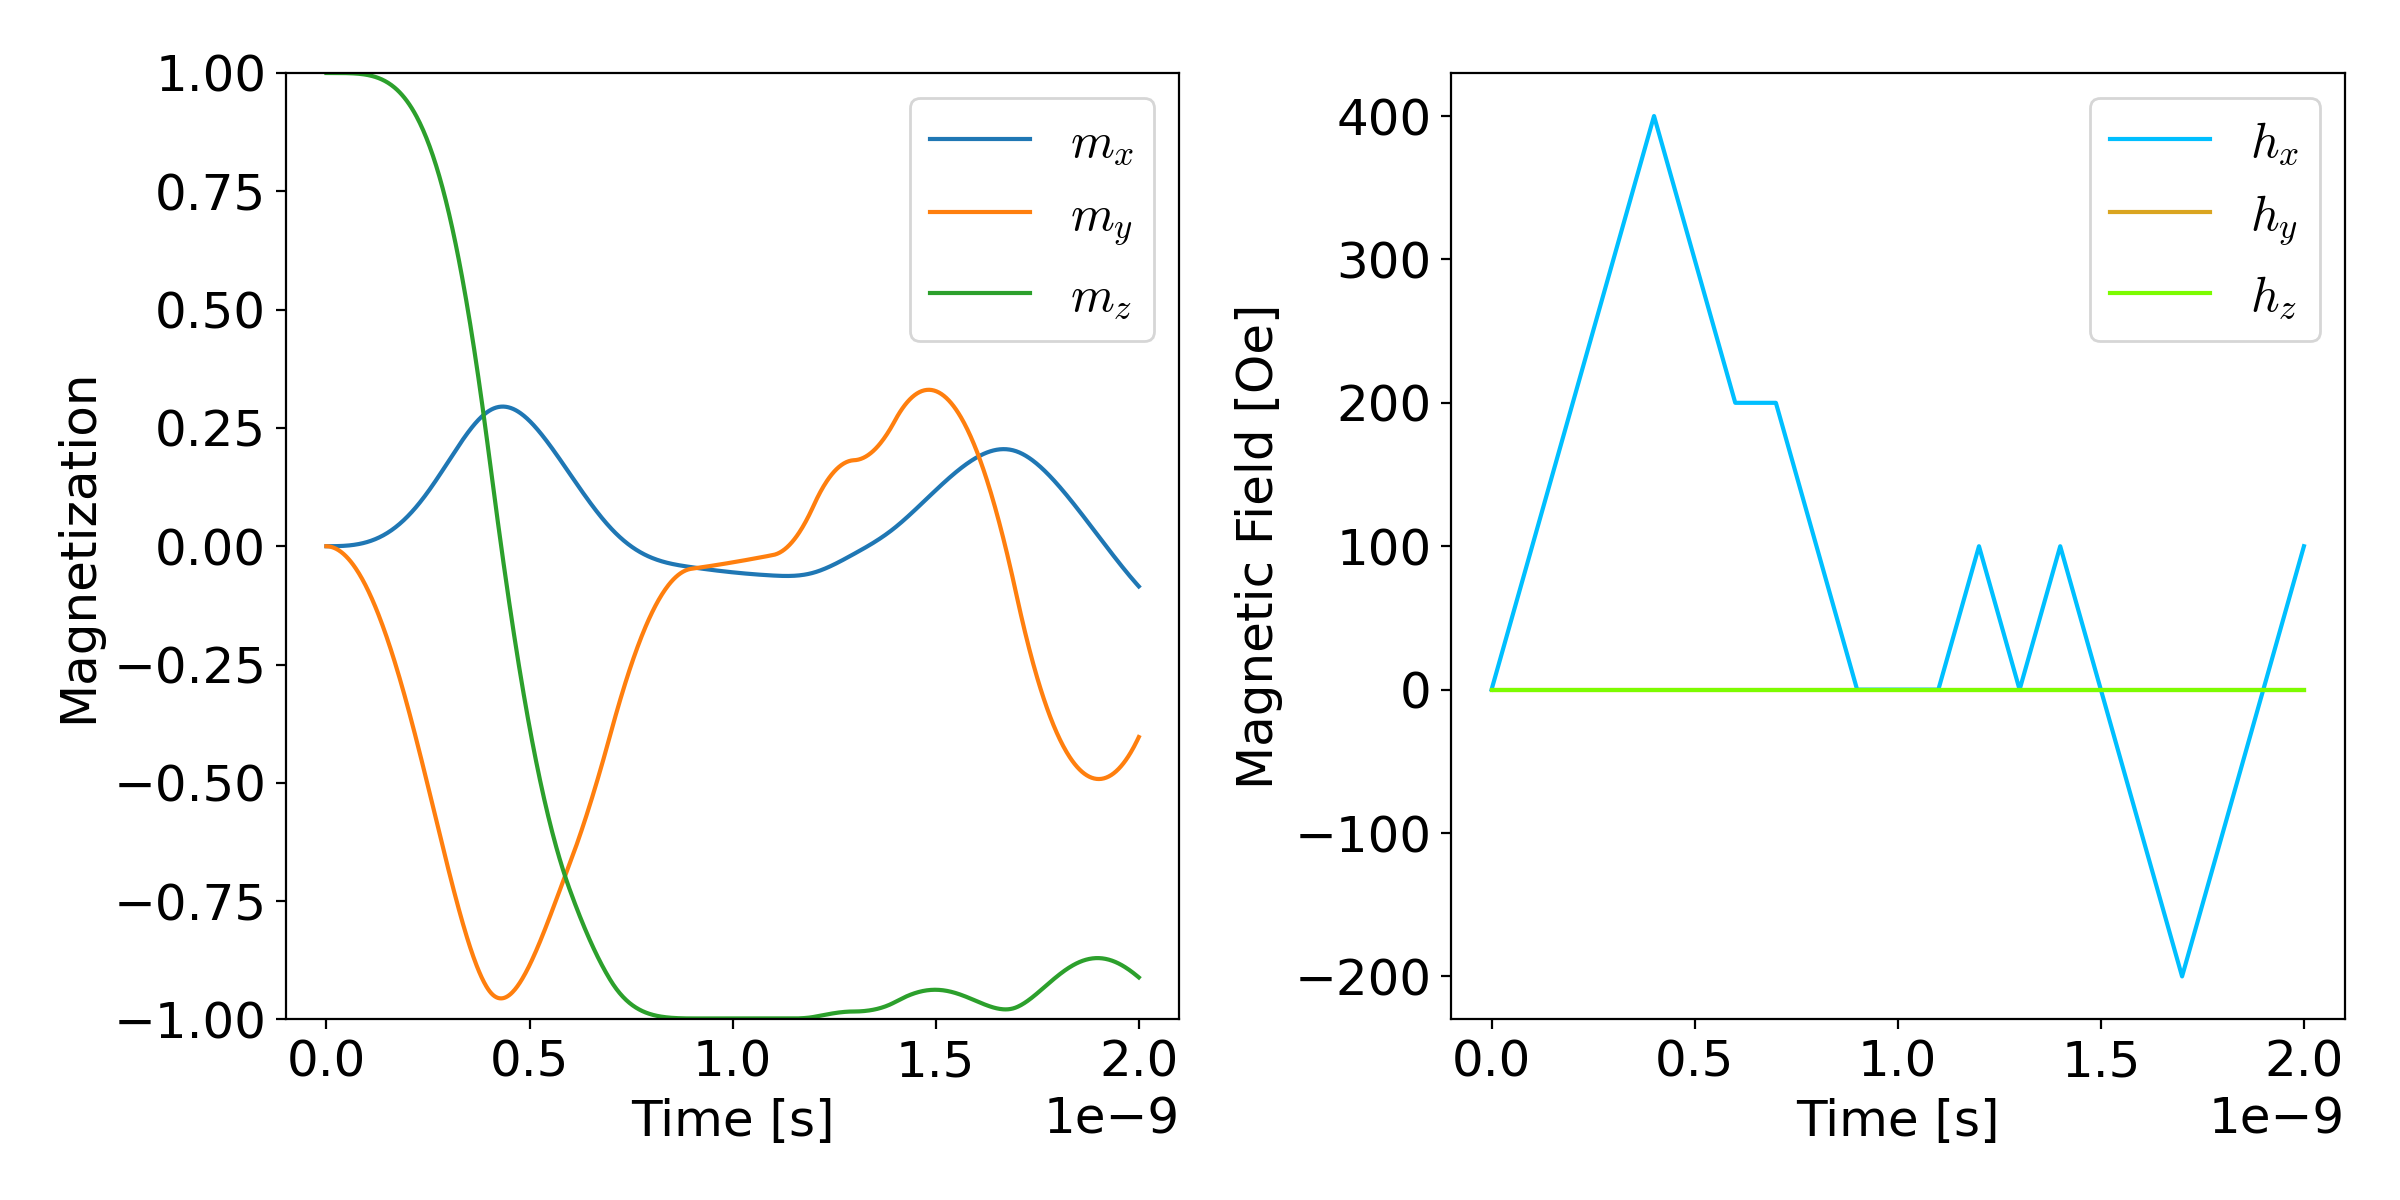 1.00
0.75
0.50
0.25
0.00
−0.25
−0.50
−0.75
−1.00
Magnetization
0.0 0.5 1.0 1.5 2.0
Time [s]
1e−9
m_x
m_y
m_z
400
300
200
100
0
−100
−200
Magnetic Field [Oe]
0.0 0.5 1.0 1.5 2.0
Time [s]
1e−9
h_x
h_y
h_z